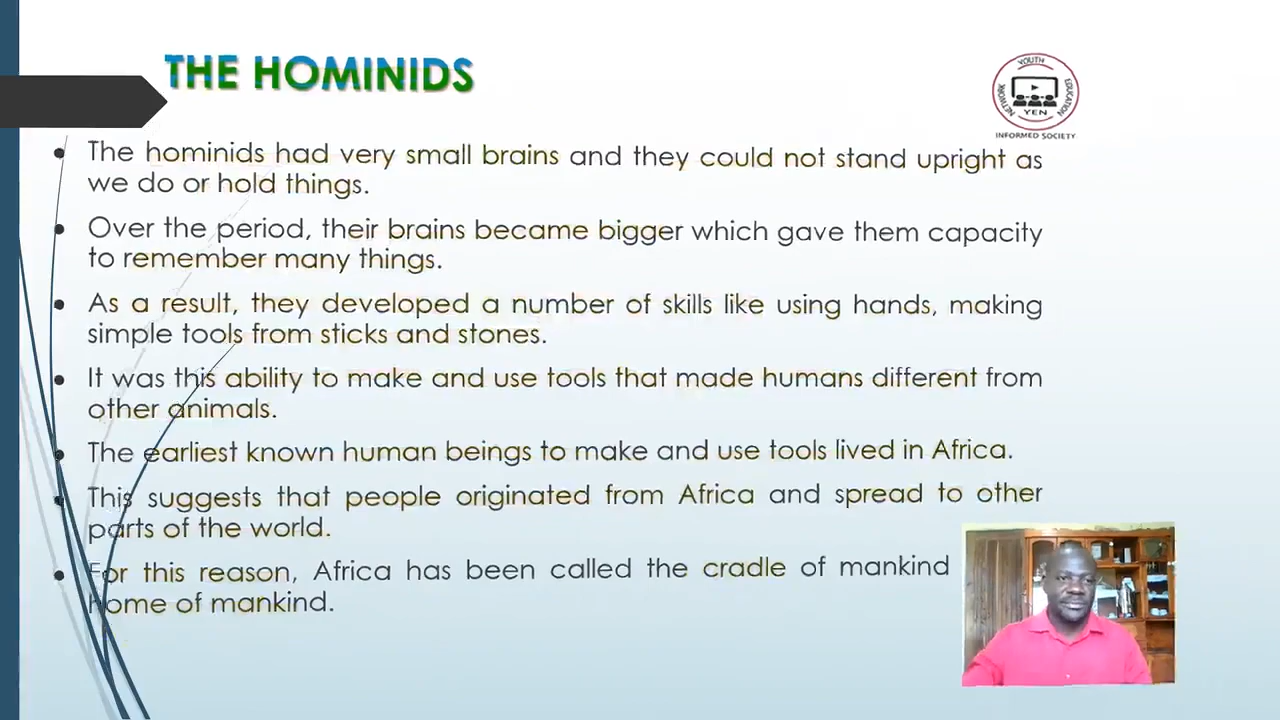 THE HOMINIDS
YOUTH EDUCATION NETWORK
YEN
INFORMED SOCIETY
The hominids had very small brains and they could not stand upright as
we do or hold things.
Over the period, their brains became bigger which gave them capacity
to remember many things.
As a result, they developed a number of skills like using hands, making
simple tools from sticks and stones.
It was this ability to make and use tools that made humans different from
other animals.
The earliest known human beings to make and use tools lived in Africa.
This suggests that people originated from Africa and spread to other
parts of the world.
For this reason, Africa has been called the cradle of mankind
home of mankind.